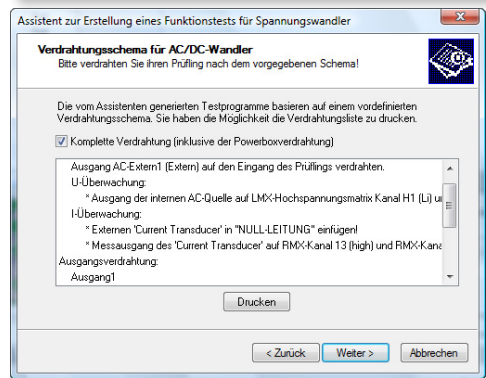 Assistent zur Erstellung eines Funktionstests für Spannungswandler
Verdrahtungsschema für AC/DC-Wandler
Bitte verdrahten Sie ihren Prüfling nach dem vorgegebenen Schema!
Die vom Assistenten generierten Testprogramme basieren auf einem vordefinierten
Verdrahtungsschema. Sie haben die Möglichkeit die Verdrahtungsliste zu drucken.
Komplette Verdrahtung (inklusive der Powerboxverdrahtung)
Ausgang AC-Extern1 (Extern) auf den Eingang des Prüflings verdrahten.
U-Überwachung:
* Ausgang der internen AC-Quelle auf LMX-Hochspannungsmatrix Kanal H1 (Li)
I-Überwachung:
* Externen 'Current Transducer' in "NULL-LEITUNG" einfügen!
* Messausgang des 'Current Transducer' auf RMX-Kanal 13 (high) und RMX-Kana
Ausgangsverdrahtung:
Ausgang1
Drucken
< Zurück Weiter > Abbrechen